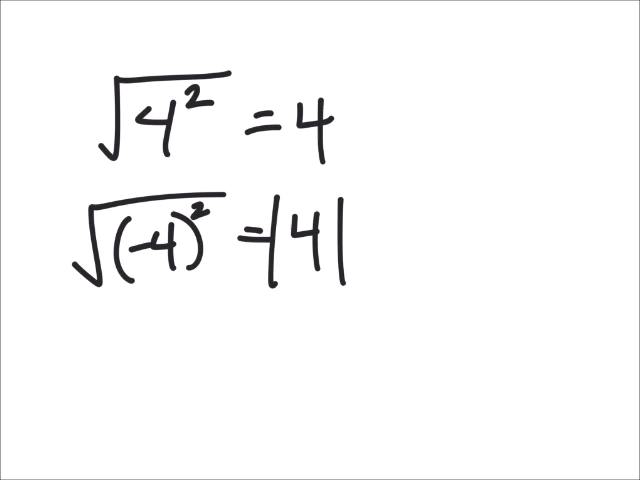 √4² = 4
√(-4)² = |4|